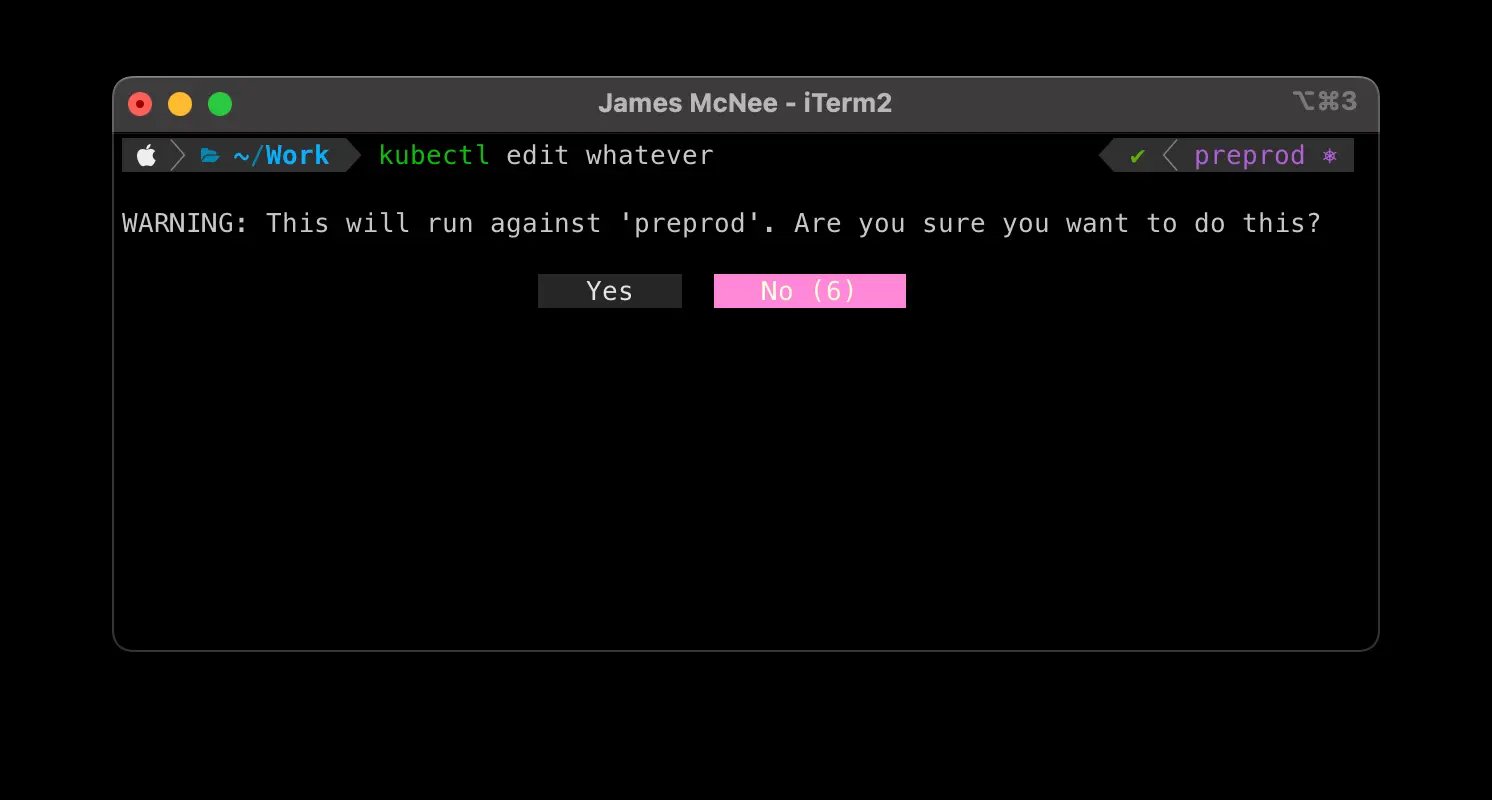 James McNee - iTerm2 ⌥⌘3
~/Work kubectl edit whatever ✔ preprod ⎈
WARNING: This will run against 'preprod'. Are you sure you want to do this?
Yes No (6)